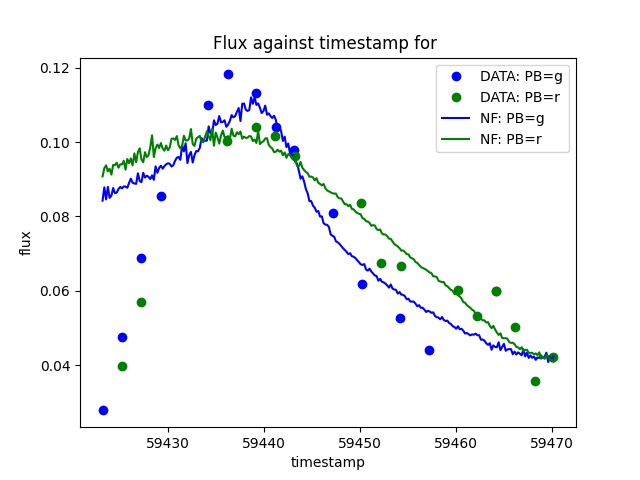 Flux against timestamp for
DATA: PB=g
DATA: PB=r
NF: PB=g
NF: PB=r
0.12
0.10
0.08
0.06
0.04
flux
59430
59440
59450
59460
59470
timestamp